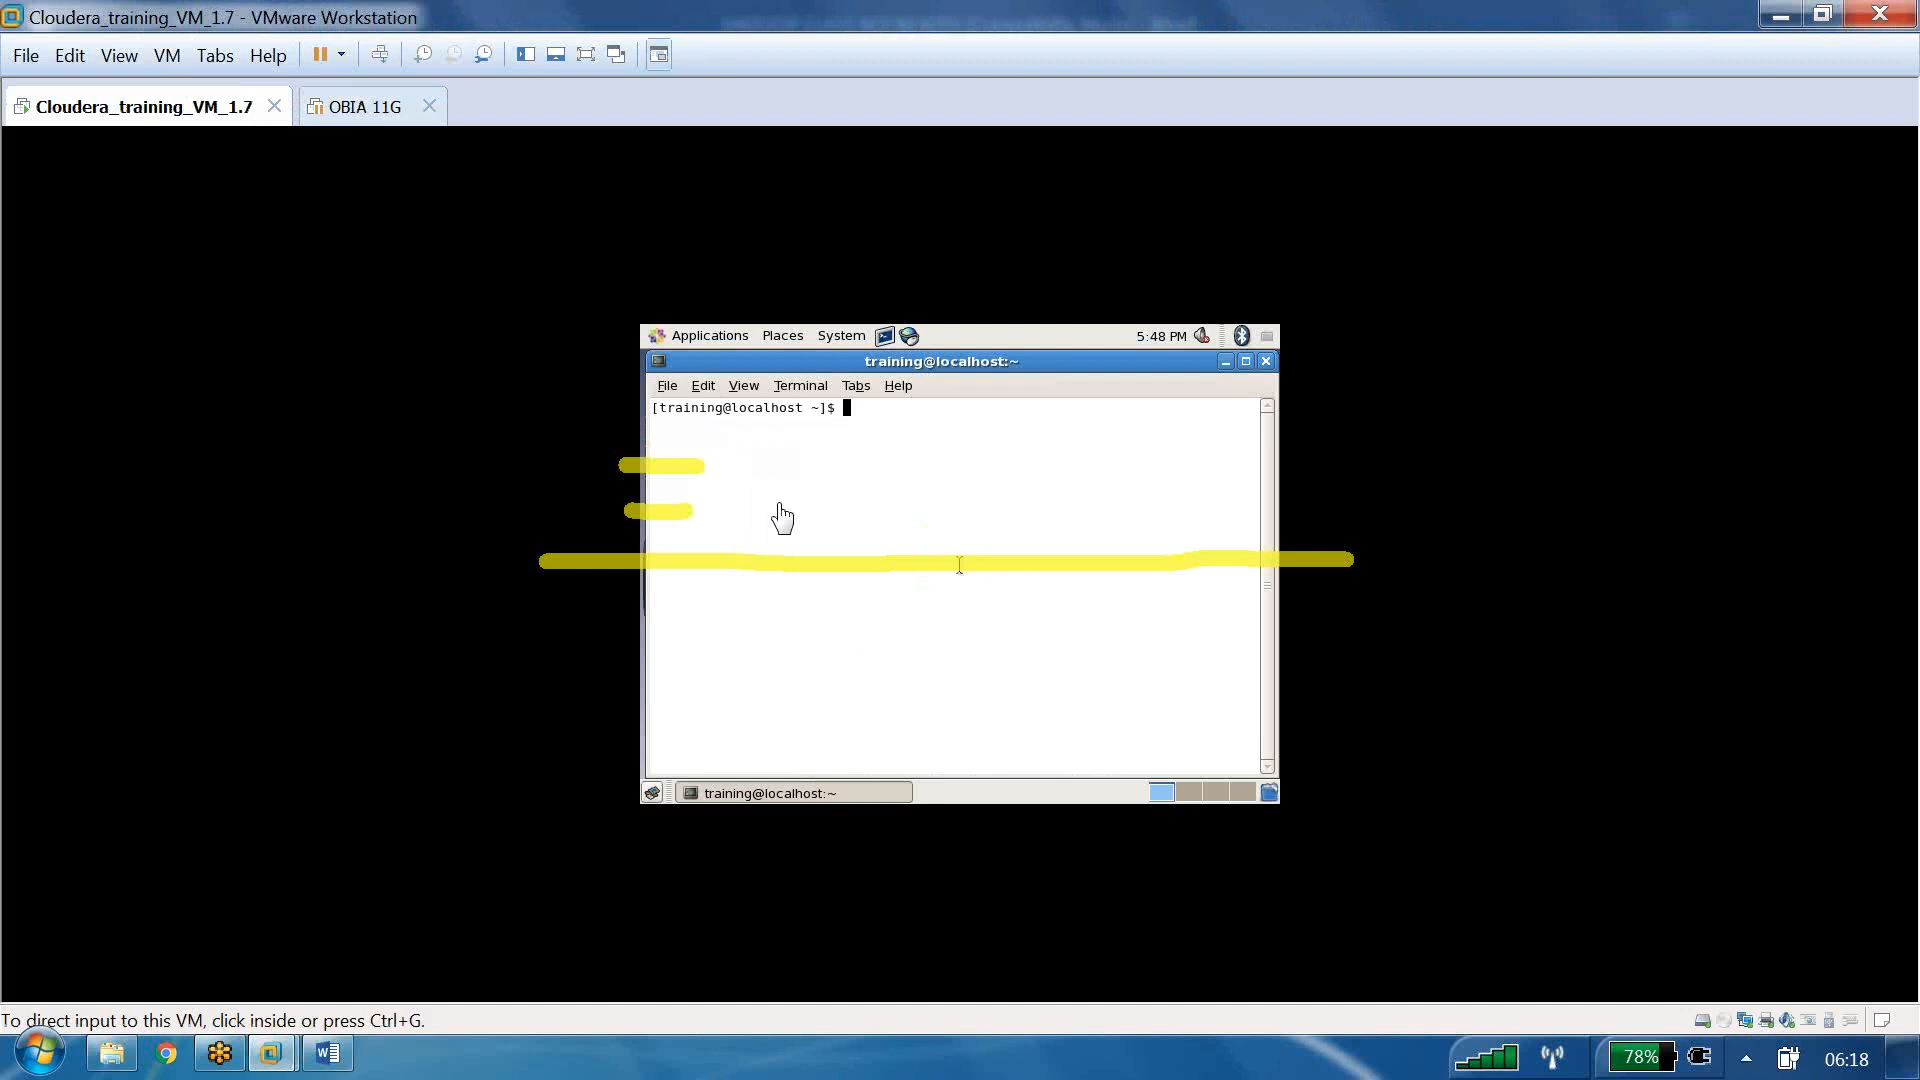 Cloudera_training_VM_1.7 - VMware Workstation
File Edit View VM Tabs Help
Cloudera_training_VM_1.7 OBIA 11G
Applications Places System 5:48 PM
training@localhost:~
File Edit View Terminal Tabs Help
[training@localhost ~]$
training@localhost:~
To direct input to this VM, click inside or press Ctrl+G.
78% 06:18